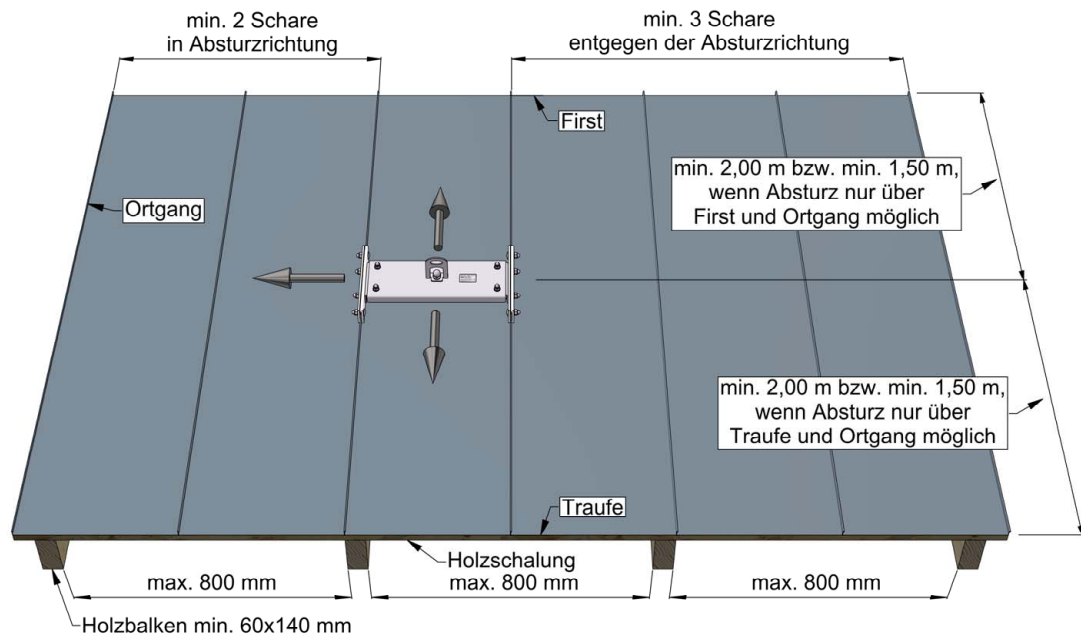 min. 2 Schare
in Absturzrichtung
min. 3 Schare
entgegen der Absturzrichtung
First
min. 2,00 m bzw. min. 1,50 m,
wenn Absturz nur über
First und Ortgang möglich
Ortgang
min. 2,00 m bzw. min. 1,50 m,
wenn Absturz nur über
Traufe und Ortgang möglich
Traufe
Holzschalung
max. 800 mm
max. 800 mm
max. 800 mm
Holzbalken min. 60x140 mm